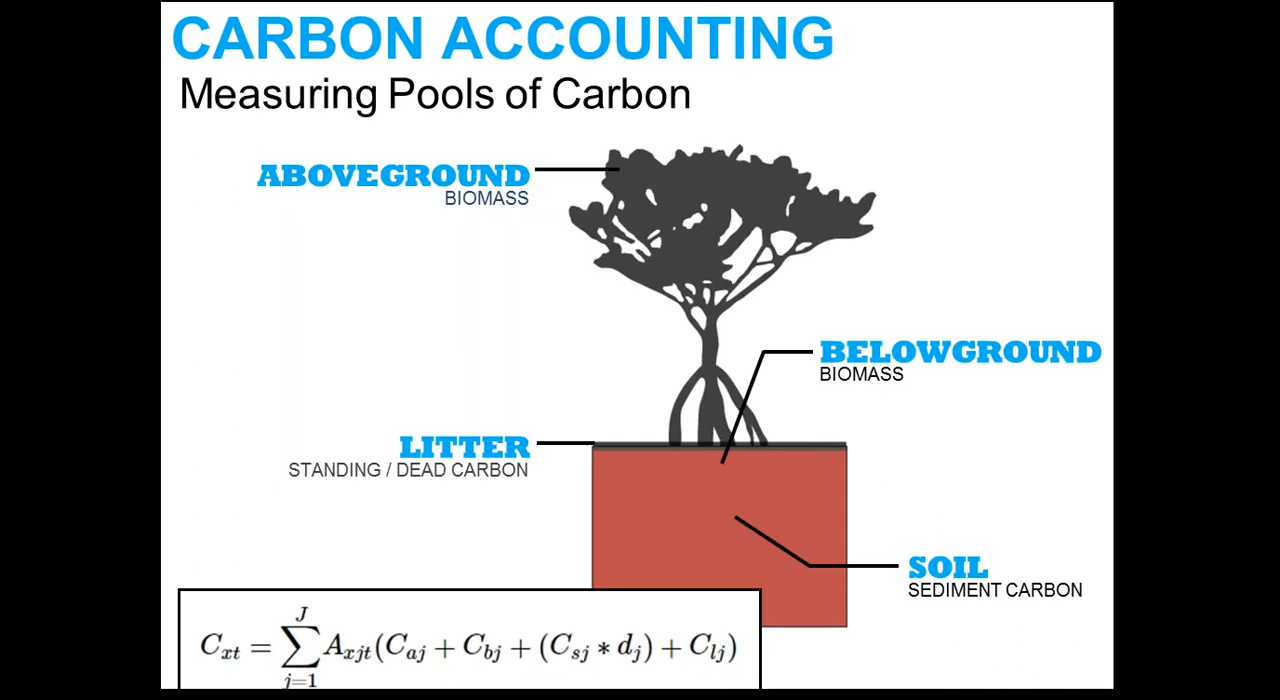 CARBON ACCOUNTING
Measuring Pools of Carbon
ABOVEGROUND
BIOMASS
BELOWGROUND
BIOMASS
LITTER
STANDING / DEAD CARBON
SOIL
SEDIMENT CARBON
C_{xt} = \sum_{j=1}^{J} A_{xjt}(C_{aj} + C_{bj} + (C_{sj} * d_j) + C_{lj})